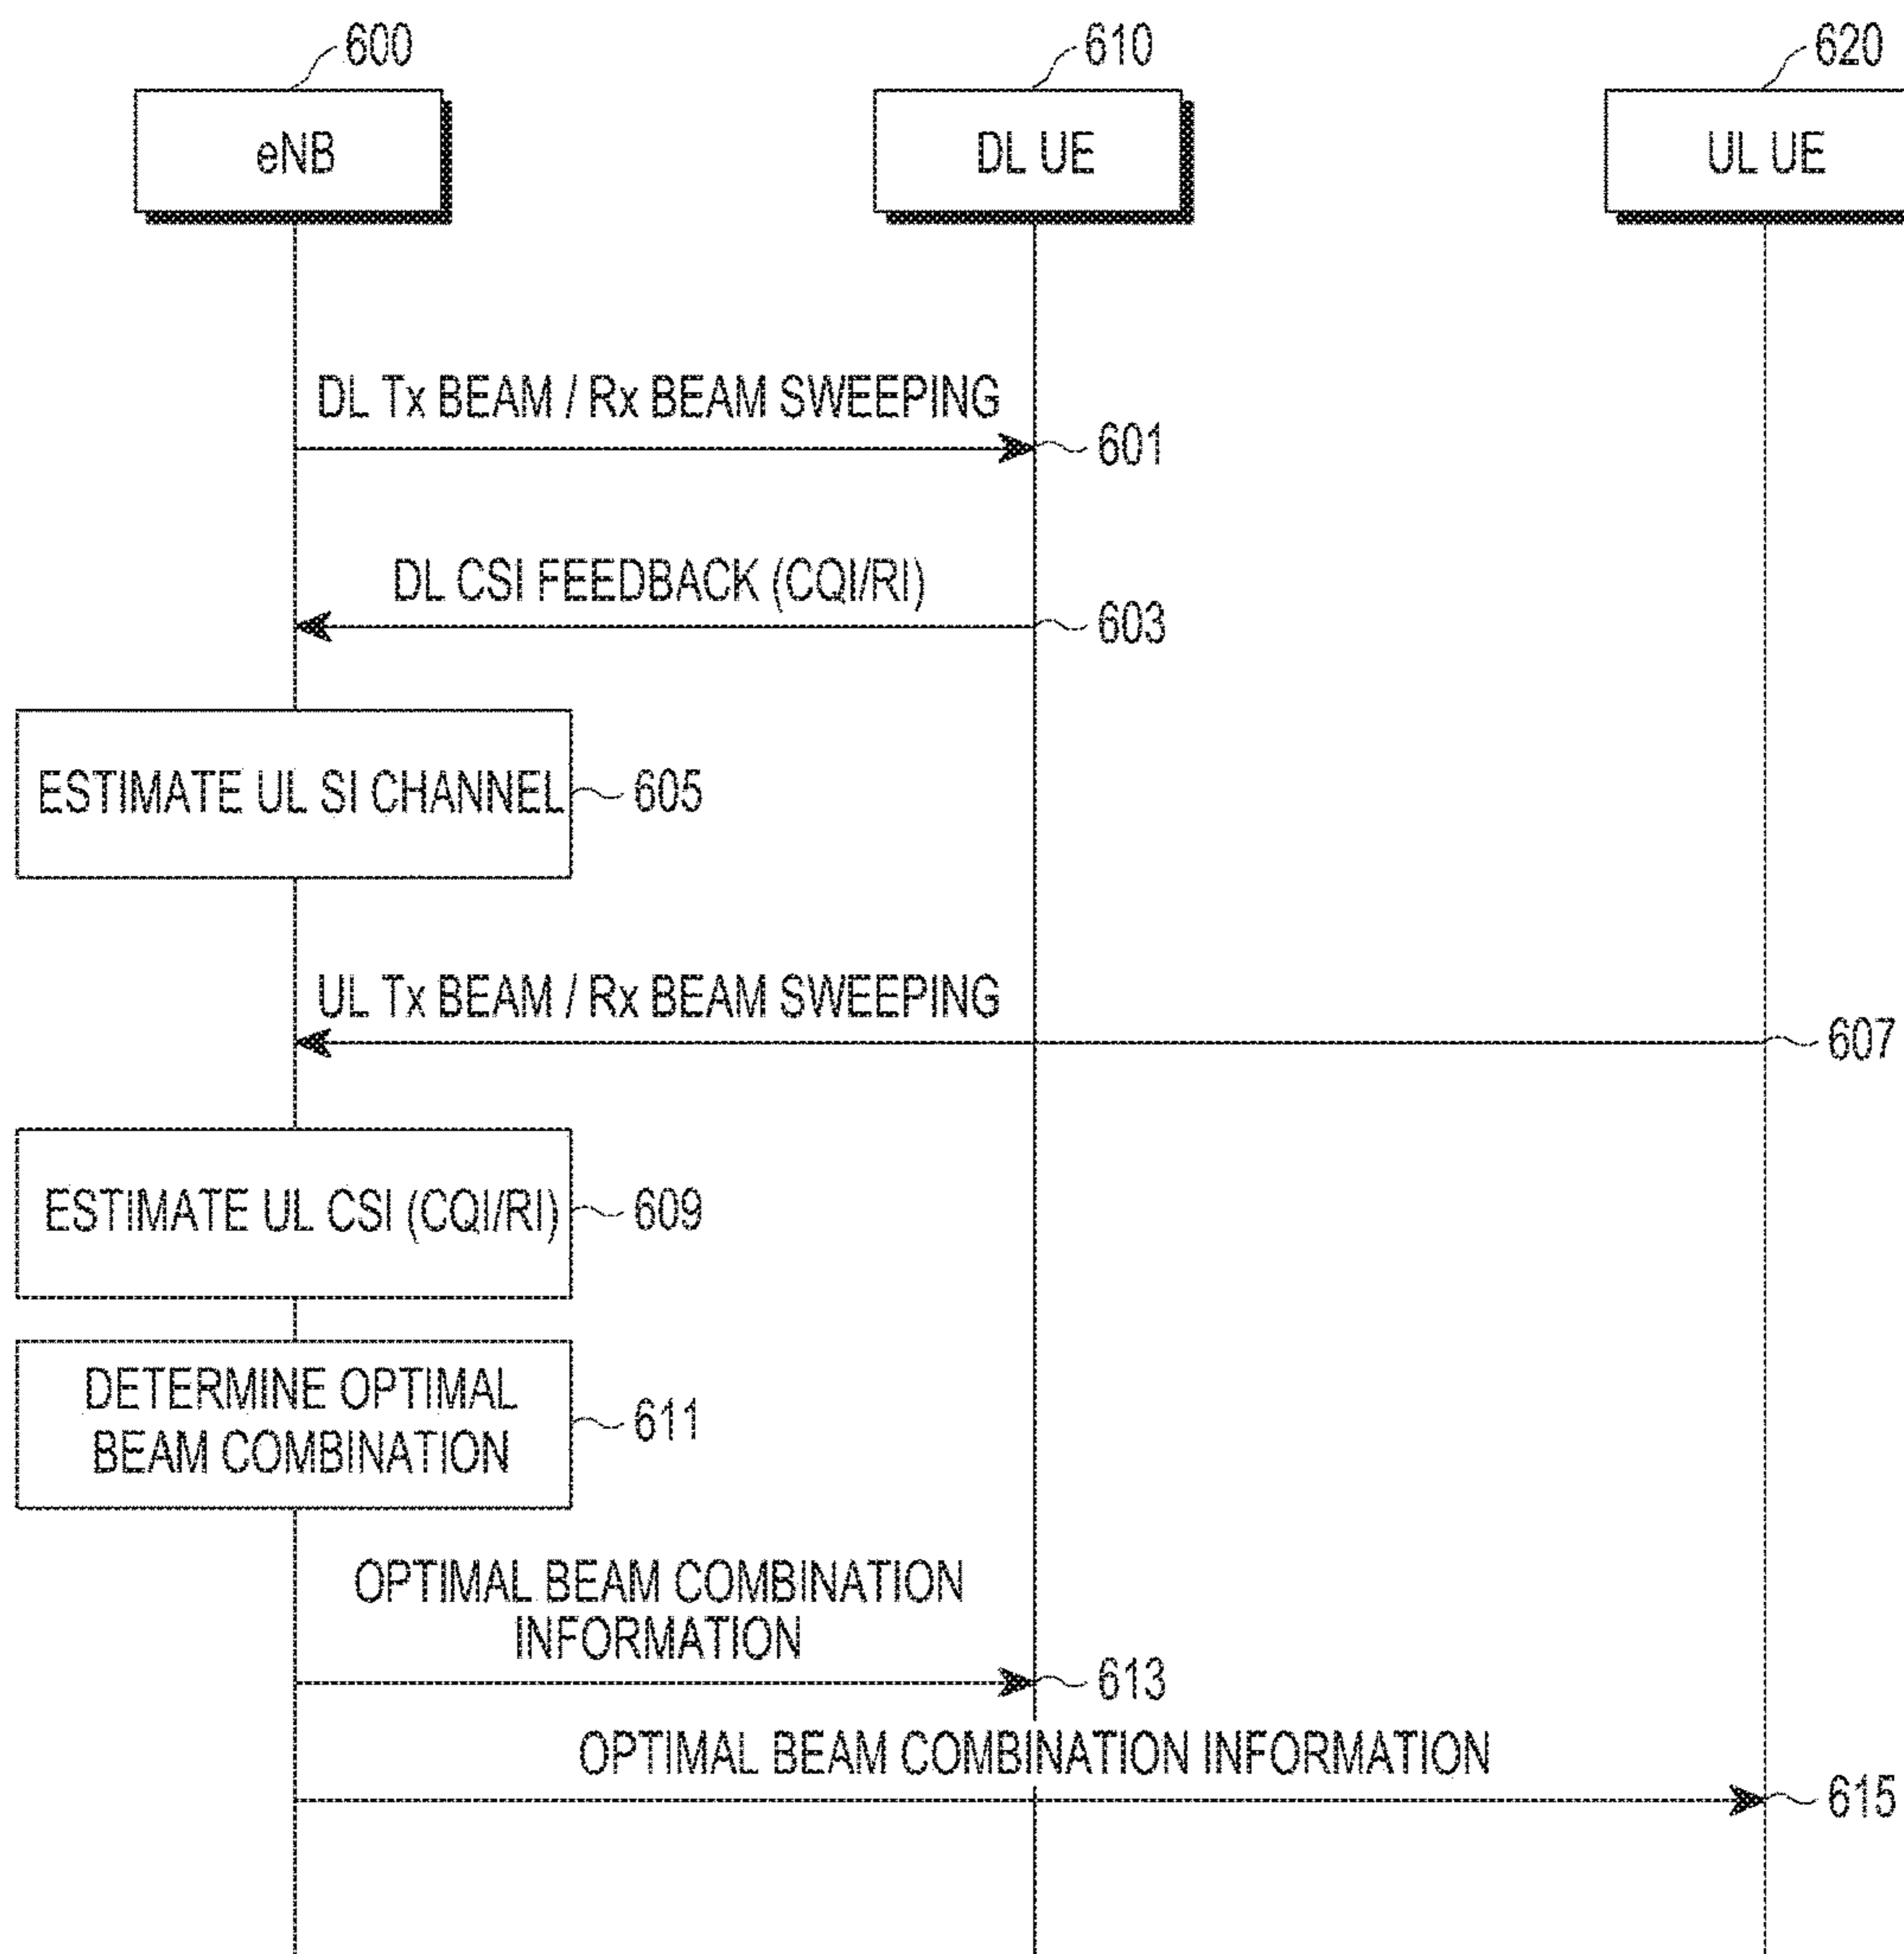 600
610
620
eNB
DL UE
UL UE
DL Tx BEAM / Rx BEAM SWEEPING
601
DL CSI FEEDBACK (CQI/RI)
603
ESTIMATE UL SI CHANNEL
605
UL Tx BEAM / Rx BEAM SWEEPING
607
ESTIMATE UL CSI (CQI/RI)
609
DETERMINE OPTIMAL
BEAM COMBINATION
611
OPTIMAL BEAM COMBINATION
INFORMATION
613
OPTIMAL BEAM COMBINATION INFORMATION
615